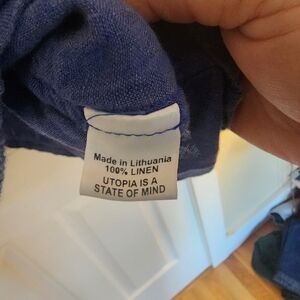 Made in Lithuania
100% LINEN
UTOPIA IS A
STATE OF MIND